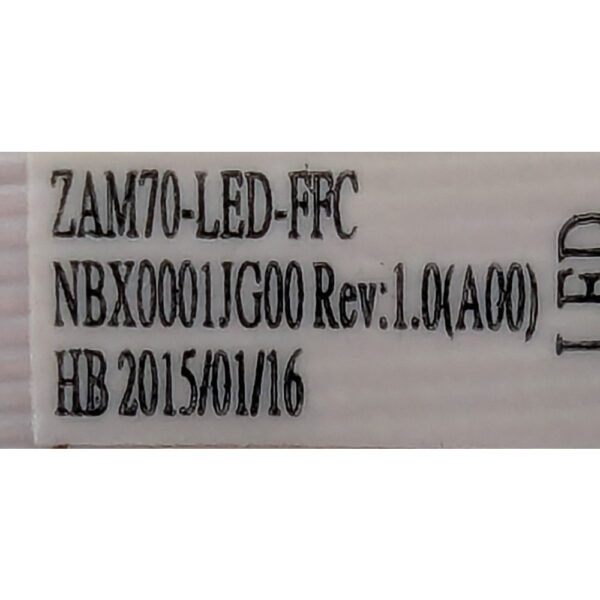 ZAM70-LED-FFC
NBX0001JG00 Rev:1.0(A00)
HB 2015/01/16
LED